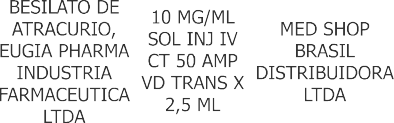 BESILATO DE
ATRACURIO,
EUGIA PHARMA
INDUSTRIA
FARMACEUTICA
LTDA
10 MG/ML
SOL INJ IV
CT 50 AMP
VD TRANS X
2,5 ML
MED SHOP
BRASIL
DISTRIBUIDORA
LTDA